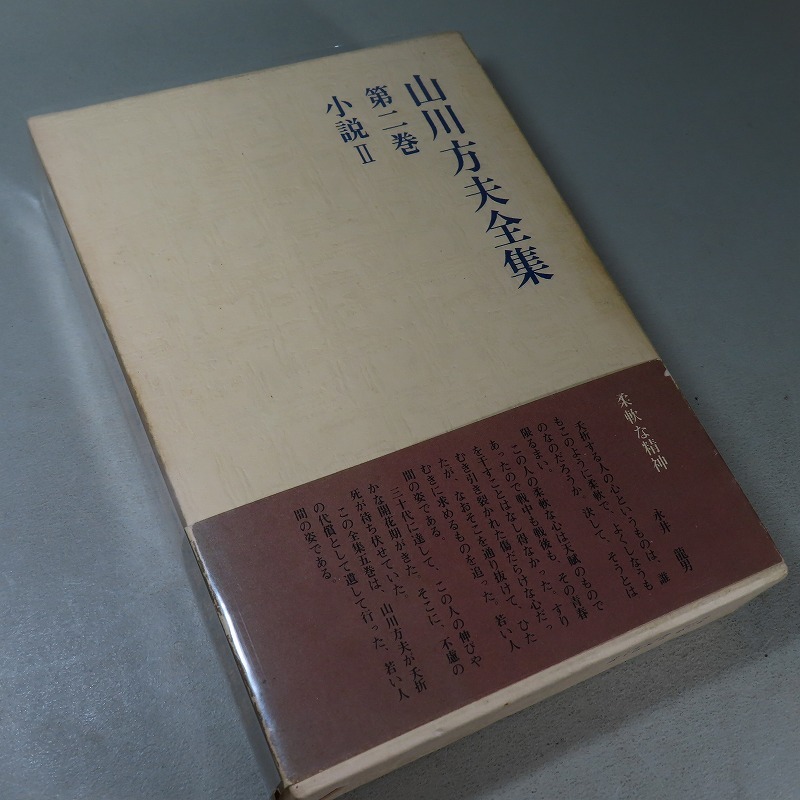 山川方夫全集
第二巻
小説Ⅱ
柔軟な精神
永井 龍男
夭折する人の心というものは、誰
もこのように柔軟で、よくしなうも
のなのだろうか。決して、そうとは
限るまい。
この人の柔軟な心は天賦のもので
あったので戦中も戦後も、その青春
を干すことはなし得なかった。すり
むき引き裂かれた傷だらけな心だっ
たが、なおそこを通り抜けて、ひた
むきに求めるものを追った。若い人
間の姿である。
三十代に達して、この人の伸びや
かな開花期がきた。そこに、不慮の
死が待ち伏せていた。
この全集五巻は、山川方夫が夭折
の代償として遺して行った、若い人
間の姿である。